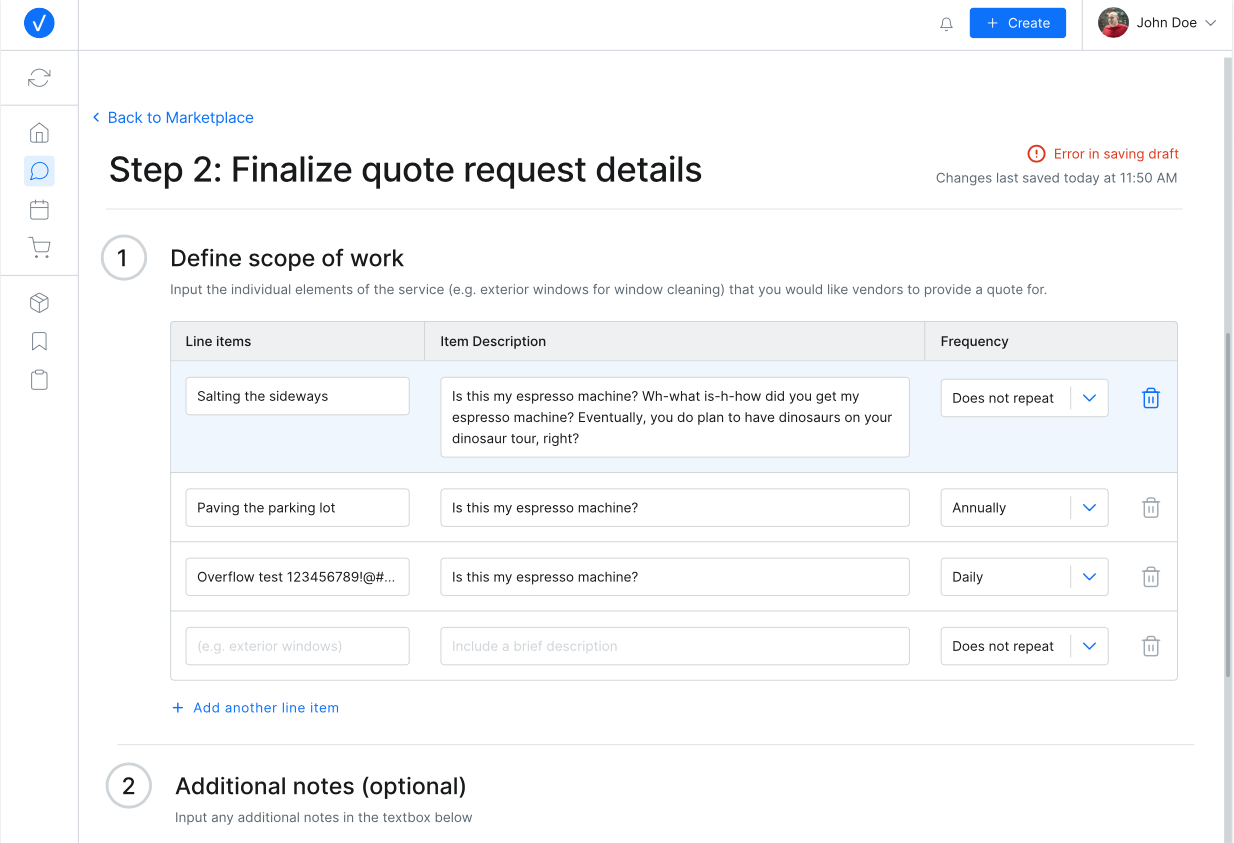 Create
John Doe
Back to Marketplace
Step 2: Finalize quote request details
Error in saving draft
Changes last saved today at 11:50 AM
1
Define scope of work
Input the individual elements of the service (e.g. exterior windows for window cleaning) that you would like vendors to provide a quote for.
Line items
Item Description
Frequency
Salting the sideways
Is this my espresso machine? Wh-what is-h-how did you get my
espresso machine? Eventually, you do plan to have dinosaurs on your
dinosaur tour, right?
Does not repeat
Paving the parking lot
Is this my espresso machine?
Annually
Overflow test 123456789!@#...
Is this my espresso machine?
Daily
(e.g. exterior windows)
Include a brief description
Does not repeat
Add another line item
2
Additional notes (optional)
Input any additional notes in the textbox below